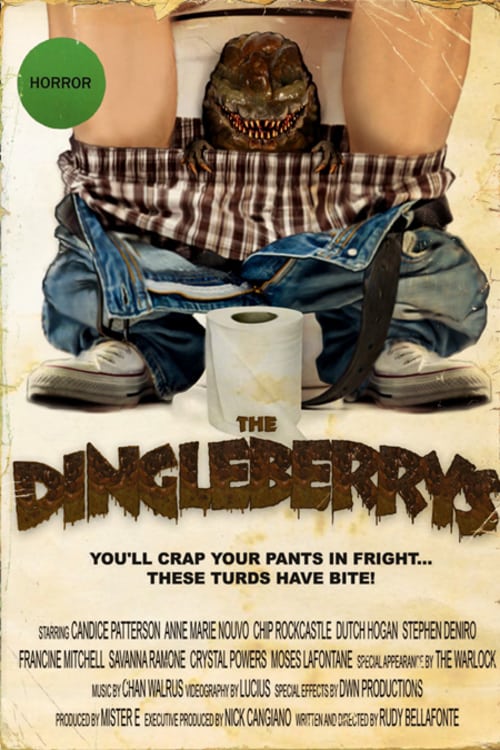 HORROR
THE
DINGLEBERRYS
YOU'LL CRAP YOUR PANTS IN FRIGHT...
THESE TURDS HAVE BITE!
STARRING CANDICE PATTERSON ANNE MARIE NOUVO CHIP ROCKCASTLE DUTCH HOGAN STEPHEN DENIRO
FRANCINE MITCHELL SAVANNA RAMONE CRYSTAL POWERS MOSES LAFONTANE SPECIAL APPEARANCE BY THE WARLOCK
MUSIC BY CHAN WALRUS VIDEOGRAPHY BY LUCIUS SPECIAL EFFECTS BY DWN PRODUCTIONS
PRODUCED BY MISTER E EXECUTIVE PRODUCED BY NICK CANGIANO WRITTEN AND DIRECTED BY RUDY BELLAFONTE